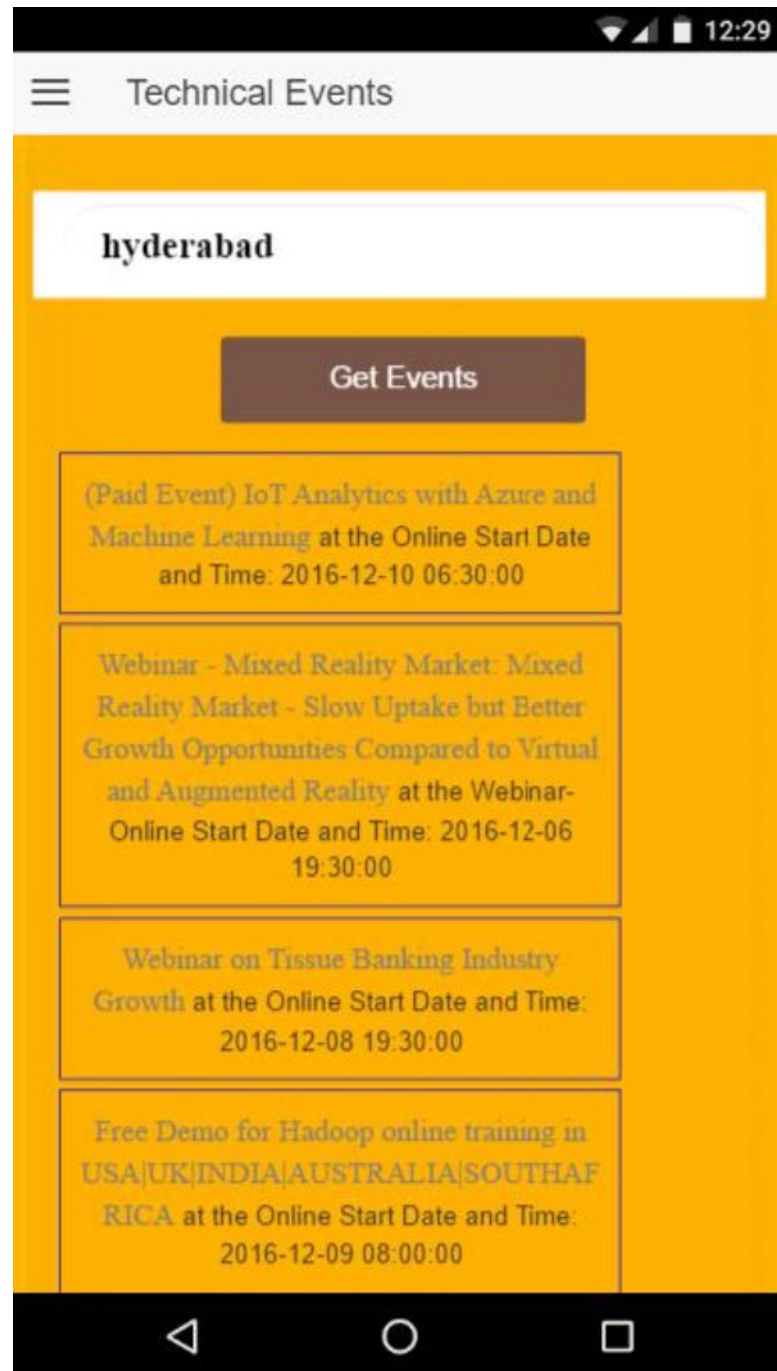 12:29
Technical Events
hyderabad
Get Events
(Paid Event) IoT Analytics with Azure and
Machine Learning at the Online Start Date
and Time: 2016-12-10 06:30:00
Webinar - Mixed Reality Market: Mixed
Reality Market - Slow Uptake but Better
Growth Opportunities Compared to Virtual
and Augmented Reality at the Webinar-
Online Start Date and Time: 2016-12-06
19:30:00
Webinar on Tissue Banking Industry
Growth at the Online Start Date and Time:
2016-12-08 19:30:00
Free Demo for Hadoop online training in
USA|UK|INDIA|AUSTRALIA|SOUTHAF
RICA at the Online Start Date and Time:
2016-12-09 08:00:00